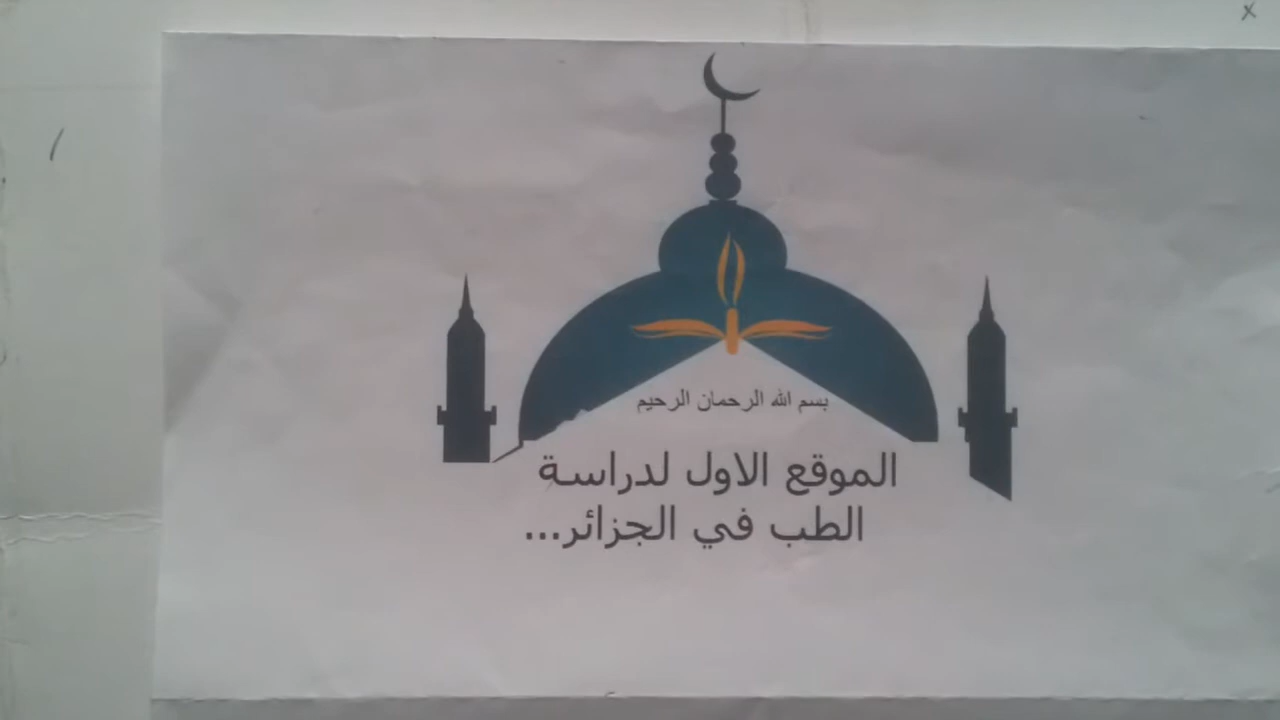 بسم الله الرحمان الرحيم
الموقع الاول لدراسة
الطب في الجزائر...